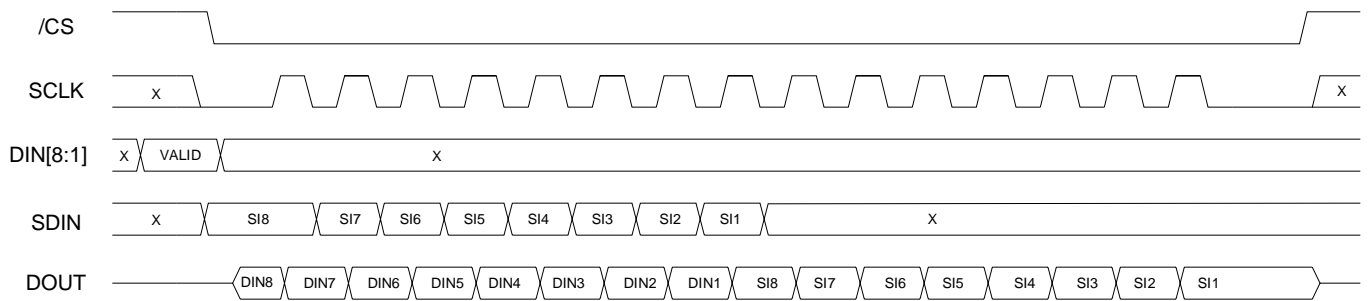 /CS
SCLK X X
DIN[8:1] X VALID X
SDIN X SI8 SI7 SI6 SI5 SI4 SI3 SI2 SI1 X
DOUT DIN8 DIN7 DIN6 DIN5 DIN4 DIN3 DIN2 DIN1 SI8 SI7 SI6 SI5 SI4 SI3 SI2 SI1